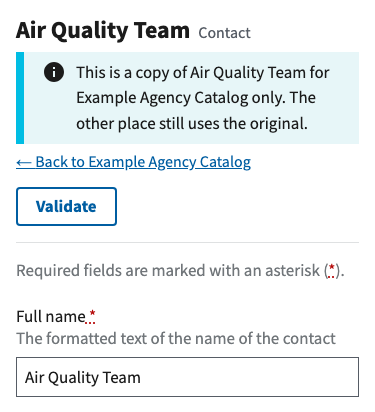 Air Quality Team Contact
This is a copy of Air Quality Team for
Example Agency Catalog only. The
other place still uses the original.
← Back to Example Agency Catalog
Validate
Required fields are marked with an asterisk (*).
Full name *
The formatted text of the name of the contact
Air Quality Team